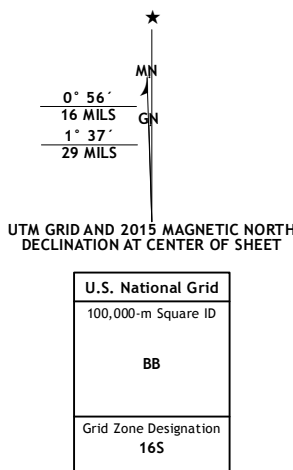 ★
MN
0° 56´
16 MILS
GN
1° 37´
29 MILS
UTM GRID AND 2015 MAGNETIC NORTH
DECLINATION AT CENTER OF SHEET
U.S. National Grid
100,000-m Square ID
BB
Grid Zone Designation
16S